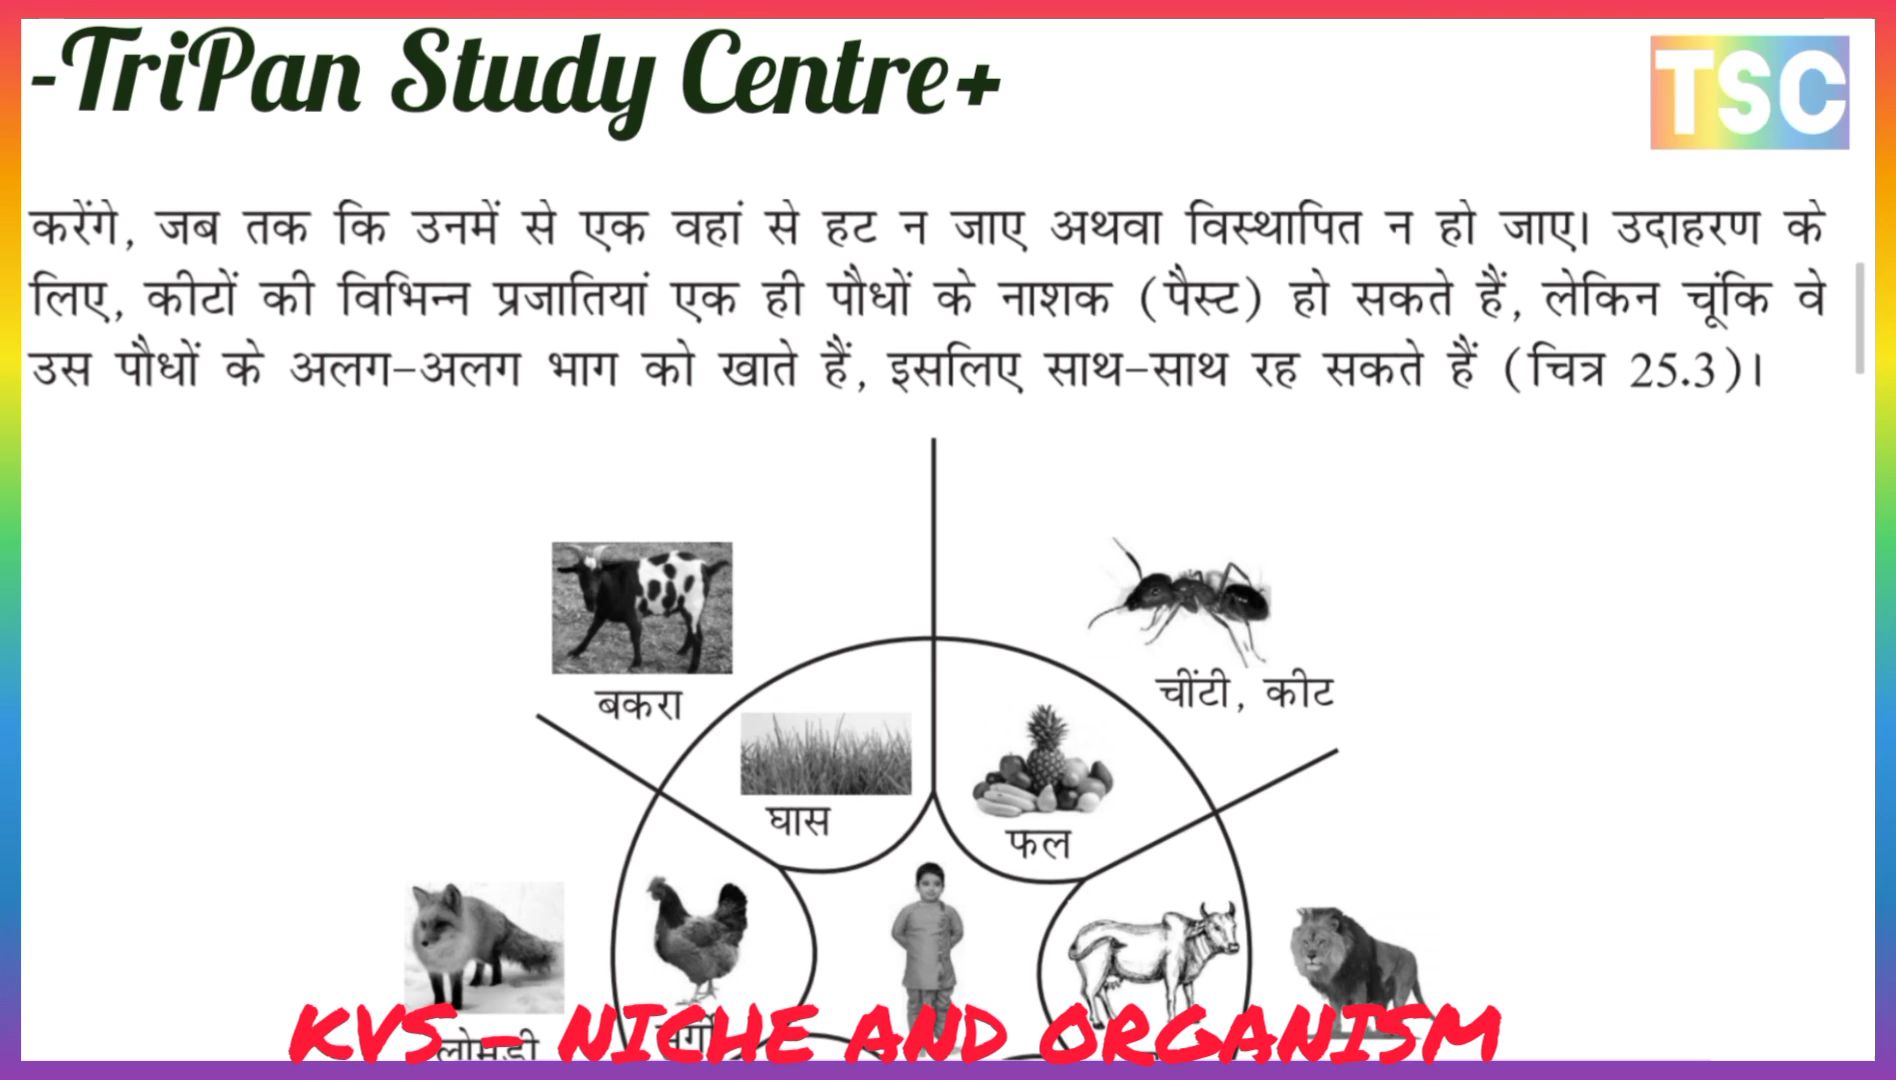 -TriPan Study Centre+
TSC
करेंगे, जब तक कि उनमें से एक वहां से हट न जाए अथवा विस्थापित न हो जाए। उदाहरण के
लिए, कीटों की विभिन्न प्रजातियां एक ही पौधों के नाशक (पैस्ट) हो सकते हैं, लेकिन चूंकि वे
उस पौधों के अलग-अलग भाग को खाते हैं, इसलिए साथ-साथ रह सकते हैं (चित्र 25.3)।
बकरा
चींटी, कीट
घास
फल
लोमड़ी
KVS - NICHE AND ORGANISM